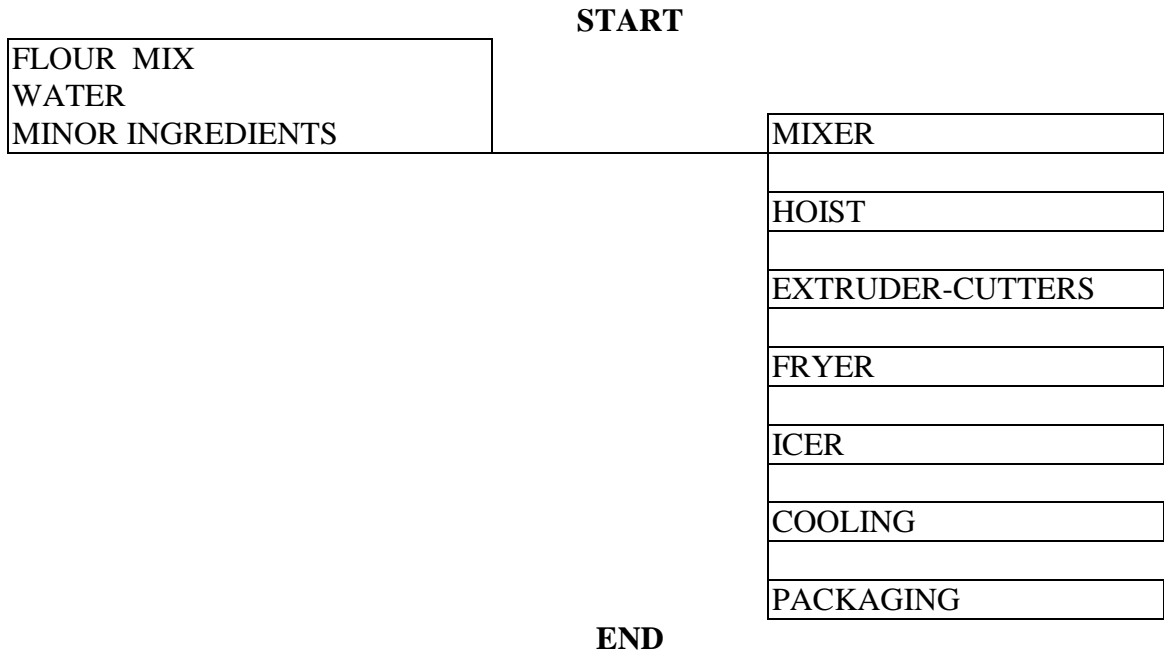 START
FLOUR MIX
WATER
MINOR INGREDIENTS
MIXER
HOIST
EXTRUDER-CUTTERS
FRYER
ICER
COOLING
PACKAGING
END